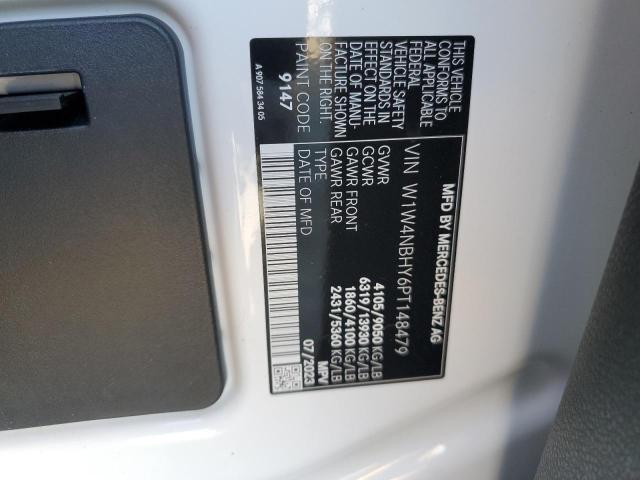 MFD BY MERCEDES-BENZ AG
VIN W1W4NBHY6PT148479
THIS VEHICLE
CONFORMS TO
ALL APPLICABLE
FEDERAL
VEHICLE SAFETY
STANDARDS IN
EFFECT ON THE
DATE OF MANU-
FACTURE SHOWN
ON THE RIGHT.
GVWR 4105/9050 KG/LB
GCWR 6319/13930 KG/LB
GAWR FRONT 1860/4100 KG/LB
GAWR REAR 2431/5360 KG/LB
TYPE MPV
DATE OF MFD 07/2023
PAINT CODE
9147
A 907 584 34 05